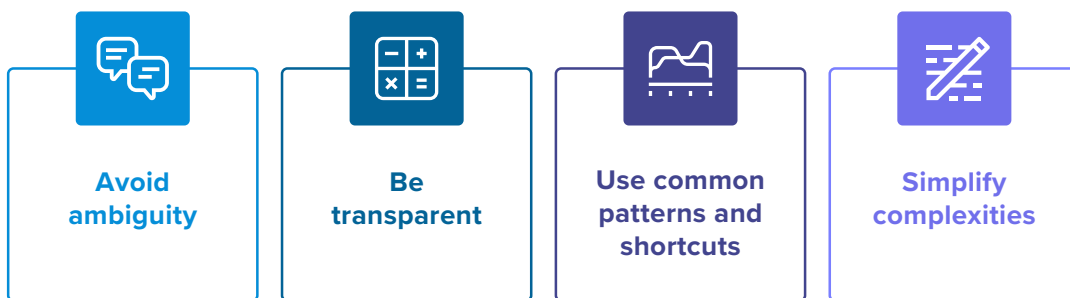 Avoid
ambiguity
Be
transparent
Use common
patterns and
shortcuts
Simplify
complexities